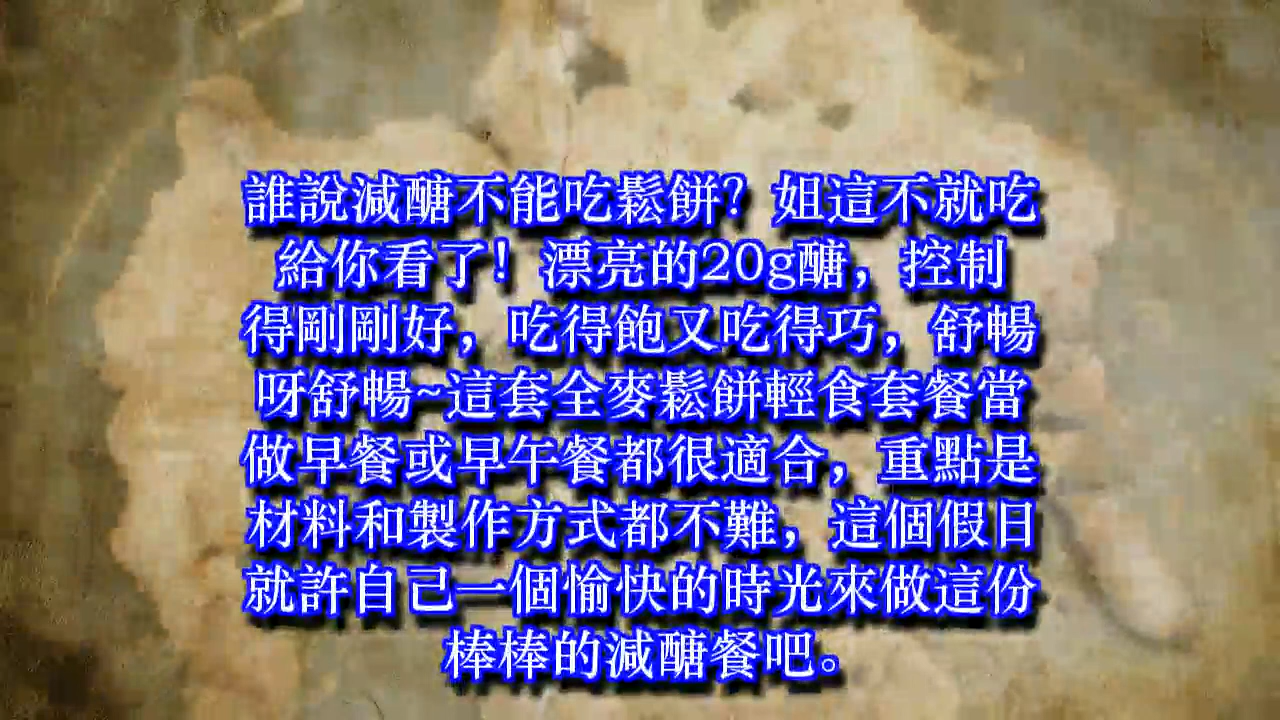 誰說減醣不能吃鬆餅？姐這不就吃
給你看了！漂亮的20g醣，控制
得剛剛好，吃得飽又吃得巧，舒暢
呀舒暢~這套全麥鬆餅輕食套餐當
做早餐或早午餐都很適合，重點是
材料和製作方式都不難，這個假日
就許自己一個愉快的時光來做這份
棒棒的減醣餐吧。